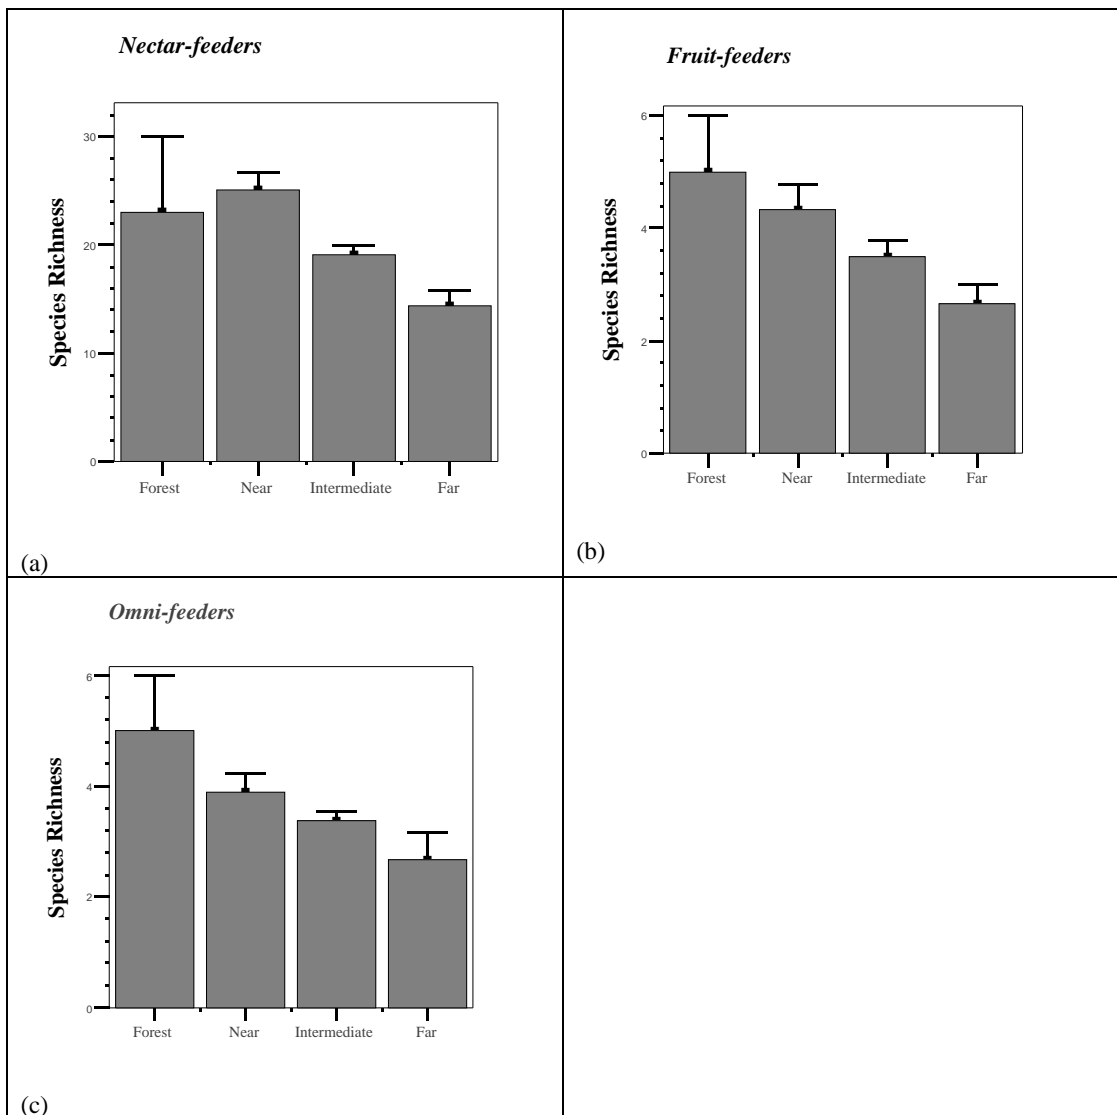 Nectar-feeders
Species Richness
30
20
10
0
Forest Near Intermediate Far
(a)
Fruit-feeders
Species Richness
6
4
2
0
Forest Near Intermediate Far
(b)
Omni-feeders
Species Richness
6
4
2
0
Forest Near Intermediate Far
(c)